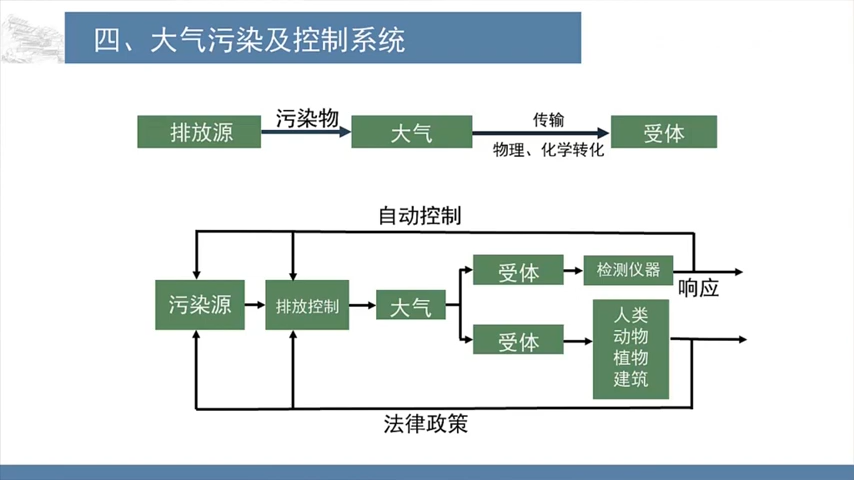 四、大气污染及控制系统
排放源
污染物
大气
传输
物理、化学转化
受体
自动控制
污染源
排放控制
大气
受体
检测仪器
响应
受体
人类
动物
植物
建筑
法律政策